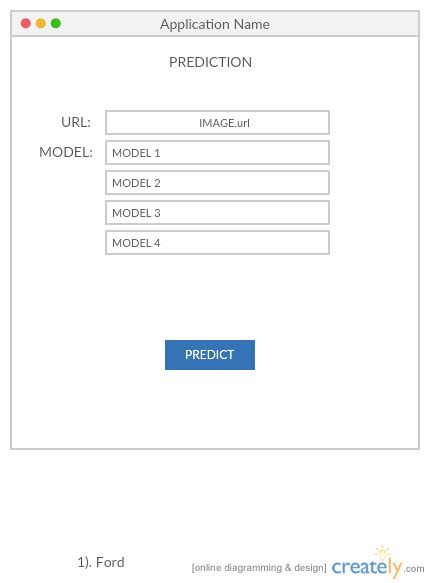 Application Name
PREDICTION
URL: IMAGE.url
MODEL: MODEL 1
MODEL 2
MODEL 3
MODEL 4
PREDICT
1). Ford
[online diagramming & design] creately.com